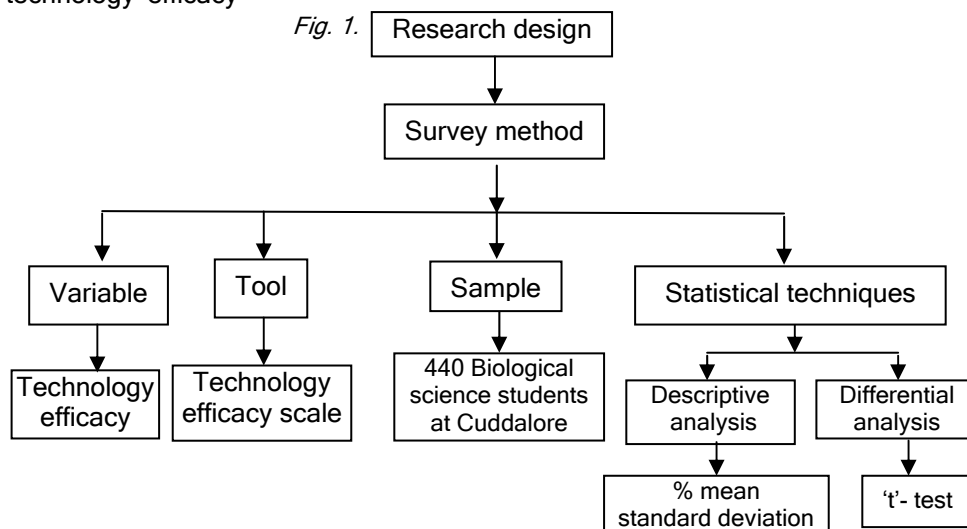 technology efficacy
Fig. 1.
Research design
Survey method
Variable
Tool
Sample
Statistical techniques
Technology
efficacy
Technology
efficacy scale
440 Biological
science students
at Cuddalore
Descriptive
analysis
Differential
analysis
% mean
standard deviation
‘t’- test